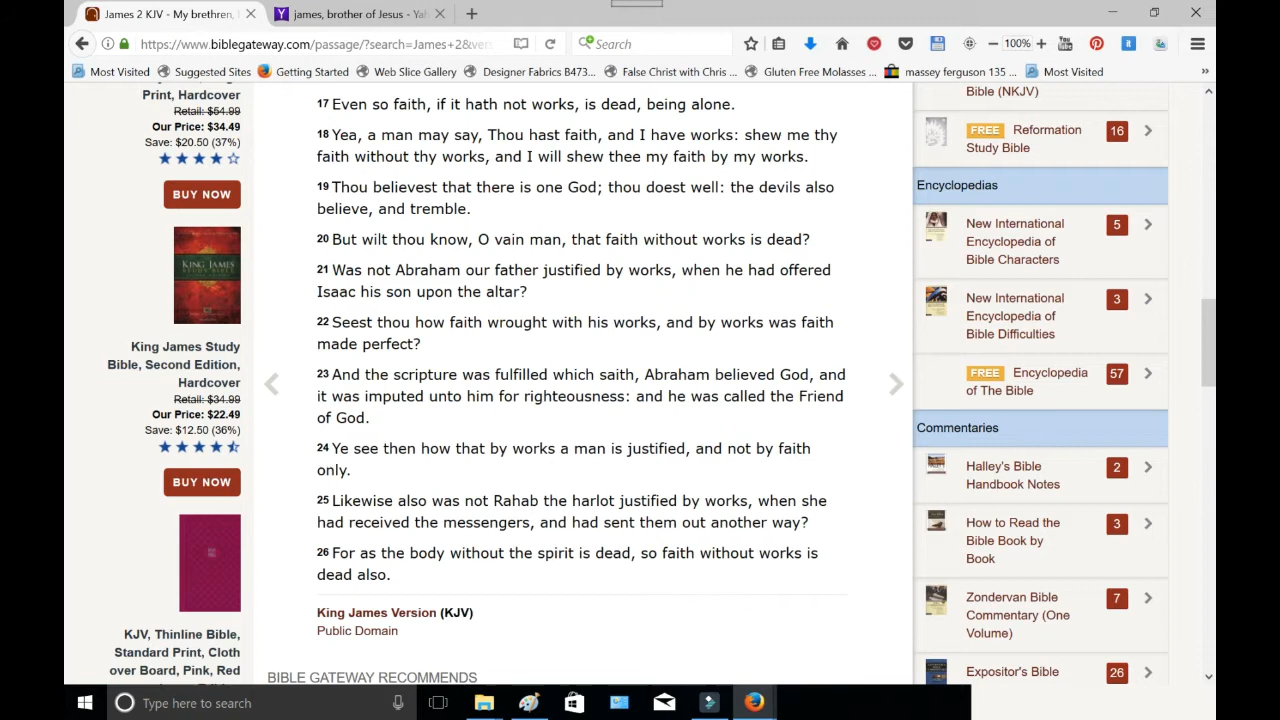 James 2 KJV - My brethren,
james, brother of Jesus - Yah
https://www.biblegateway.com/passage/?search=James+2&vers
Search
100%
Most Visited
Suggested Sites
Getting Started
Web Slice Gallery
Designer Fabrics B473...
False Christ with Chris ...
Gluten Free Molasses ...
massey ferguson 135 ...
Most Visited
Print, Hardcover
Retail: $54.99
Our Price: $34.49
Save: $20.50 (37%)
BUY NOW
KING JAMES
STUDY BIBLE
King James Study
Bible, Second Edition,
Hardcover
Retail: $34.99
Our Price: $22.49
Save: $12.50 (36%)
BUY NOW
KJV, Thinline Bible,
Standard Print, Cloth
over Board, Pink, Red
17 Even so faith, if it hath not works, is dead, being alone.
18 Yea, a man may say, Thou hast faith, and I have works: shew me thy
faith without thy works, and I will shew thee my faith by my works.
19 Thou believest that there is one God; thou doest well: the devils also
believe, and tremble.
20 But wilt thou know, O vain man, that faith without works is dead?
21 Was not Abraham our father justified by works, when he had offered
Isaac his son upon the altar?
22 Seest thou how faith wrought with his works, and by works was faith
made perfect?
23 And the scripture was fulfilled which saith, Abraham believed God, and
it was imputed unto him for righteousness: and he was called the Friend
of God.
24 Ye see then how that by works a man is justified, and not by faith
only.
25 Likewise also was not Rahab the harlot justified by works, when she
had received the messengers, and had sent them out another way?
26 For as the body without the spirit is dead, so faith without works is
dead also.
King James Version (KJV)
Public Domain
BIBLE GATEWAY RECOMMENDS
Bible (NKJV)
FREE Reformation
Study Bible
16
Encyclopedias
New International
Encyclopedia of
Bible Characters
5
New International
Encyclopedia of
Bible Difficulties
3
FREE Encyclopedia
of The Bible
57
Commentaries
Halley's Bible
Handbook Notes
2
How to Read the
Bible Book by
Book
3
Zondervan Bible
Commentary (One
Volume)
7
Expositor's Bible
26
Type here to search